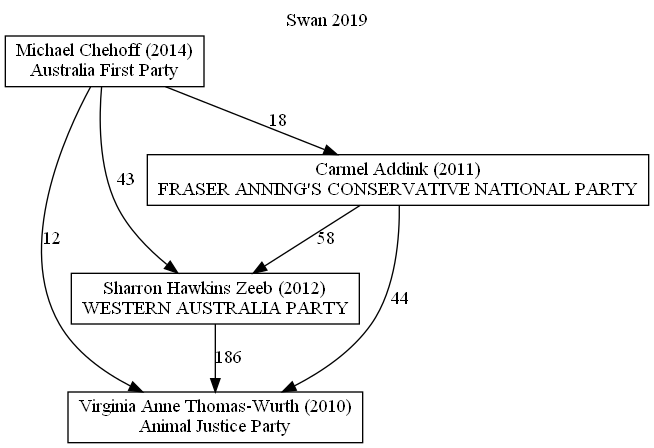 Swan 2019
Michael Chehoff (2014)
Australia First Party
18
Carmel Addink (2011)
FRASER ANNING'S CONSERVATIVE NATIONAL PARTY
43
12
58
Sharron Hawkins Zeeb (2012)
WESTERN AUSTRALIA PARTY
44
186
Virginia Anne Thomas-Wurth (2010)
Animal Justice Party